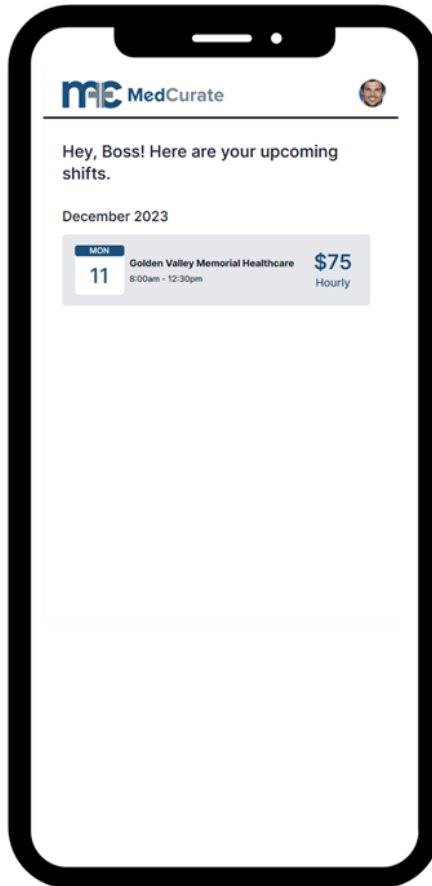 MedCurate
Hey, Boss! Here are your upcoming
shifts.
December 2023
MON
11
Golden Valley Memorial Healthcare
8:00am - 12:30pm
$75
Hourly